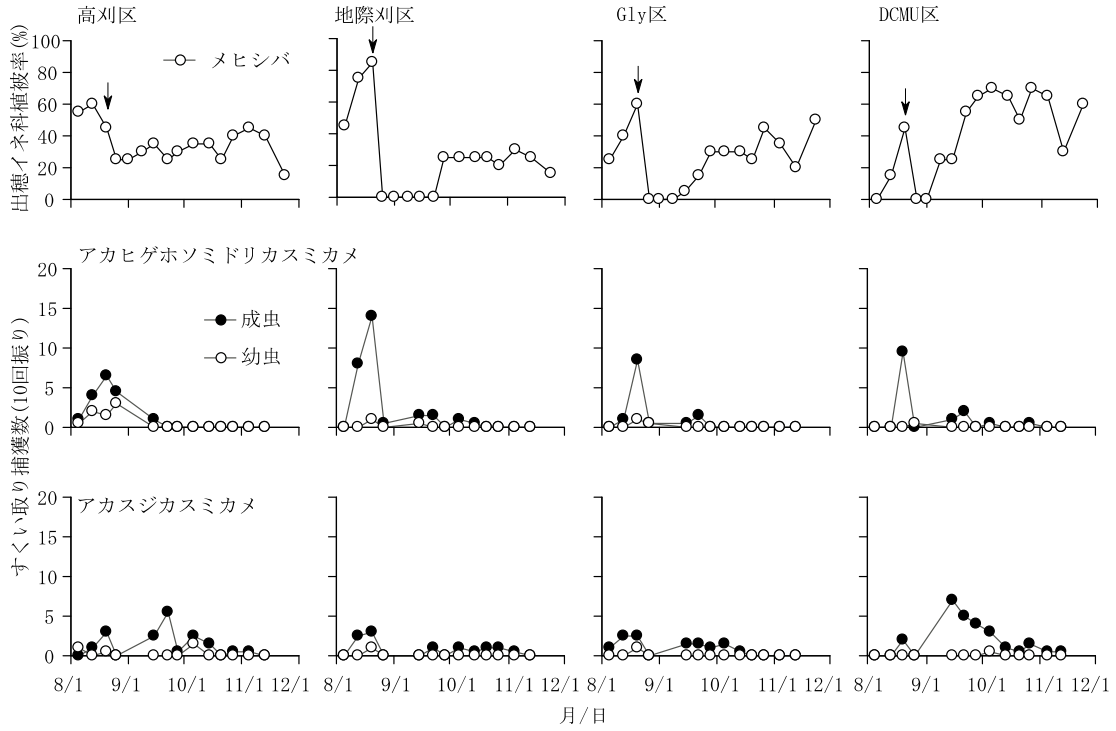 高刈区 地際刈区 Gly区 DCMU区
出穂イネ科植被率(%)
100
80
60
40
20
0
メヒシバ
アカヒゲホソミドリカスミカメ
すくい取り捕獲数(10回振り)
20
15
10
5
0
成虫
幼虫
アカスジカスミカメ
20
15
10
5
0
8/1 9/1 10/1 11/1 12/1 8/1 9/1 10/1 11/1 12/1 8/1 9/1 10/1 11/1 12/1
8/1 9/1 10/1 11/1 12/1
月/日